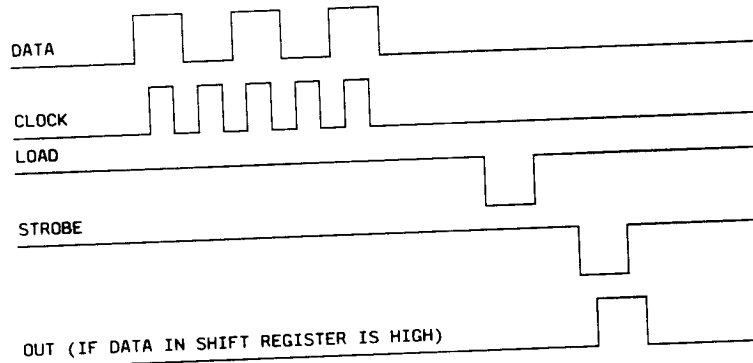 DATA
CLOCK
LOAD
STROBE
OUT (IF DATA IN SHIFT REGISTER IS HIGH)